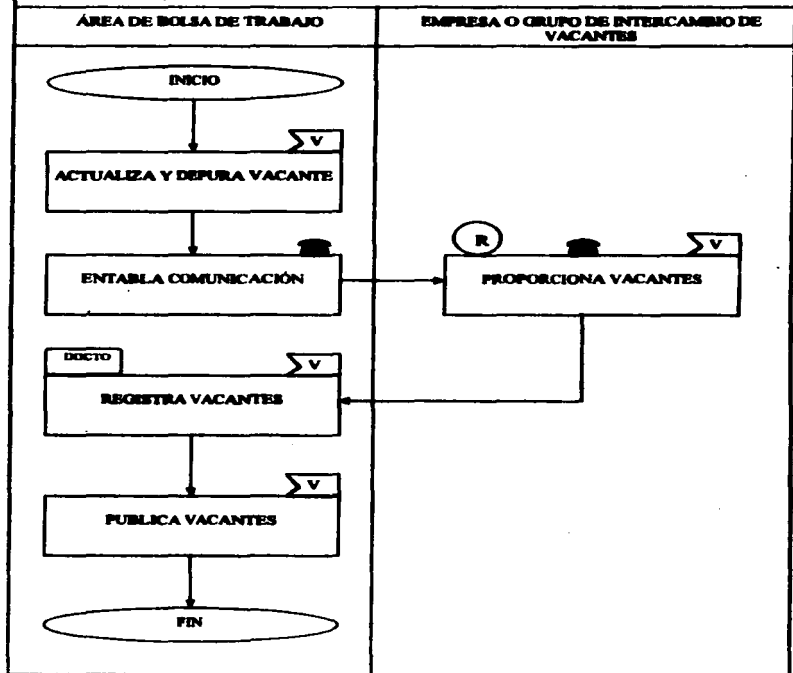 ÁREA DE BOLSA DE TRABAJO
EMPRESA O GRUPO DE INTERCAMBIO DE
VACANTES
INICIO
V
ACTUALIZA Y DEPURA VACANTE
ENTABLA COMUNICACIÓN
R
V
PROPORCIONA VACANTES
DOCTO
V
REGISTRA VACANTES
V
PUBLICA VACANTES
FIN